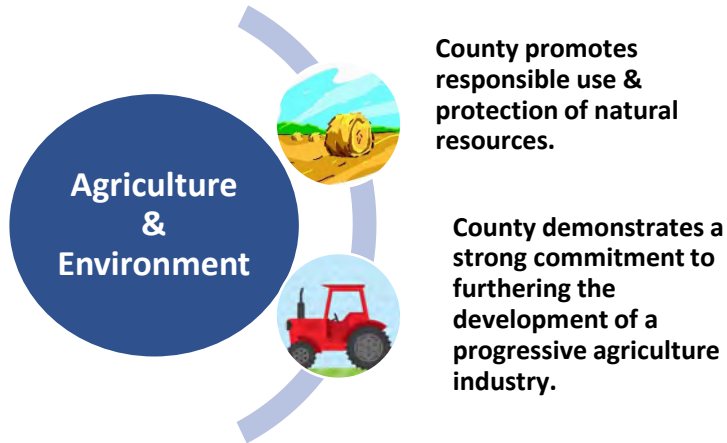 Agriculture
&
Environment
County promotes
responsible use &
protection of natural
resources.
County demonstrates a
strong commitment to
furthering the
development of a
progressive agriculture
industry.